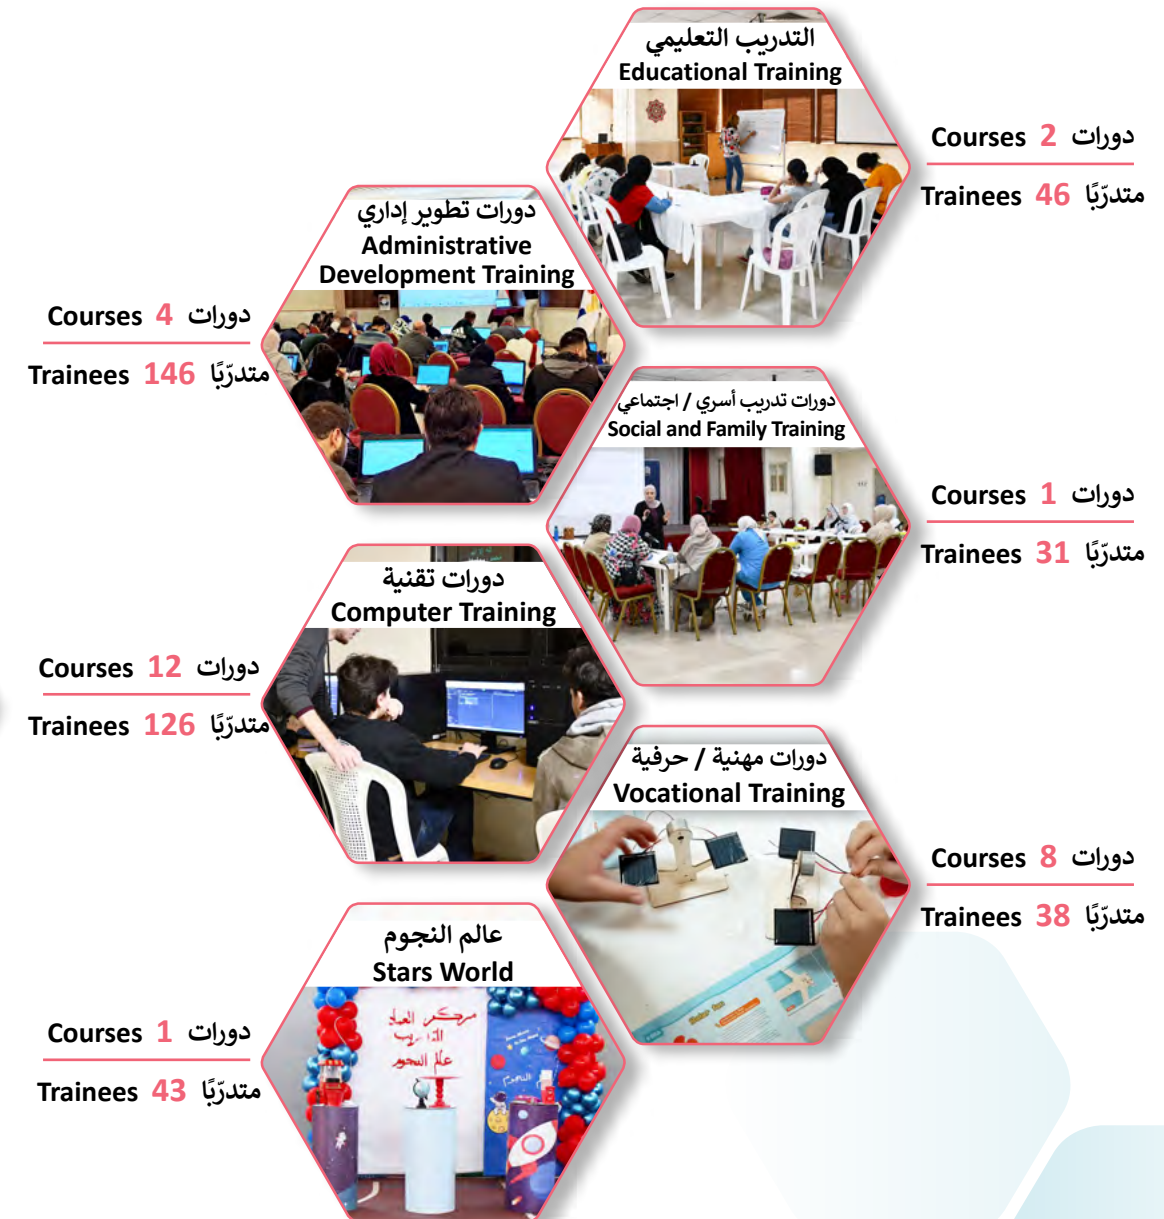 التدريب التعليمي
Educational Training
Courses 2 دورات
Trainees 46 متدرّبًا
دورات تطوير إداري
Administrative
Development Training
Courses 4 دورات
Trainees 146 متدرّبًا
دورات تدريب أسري / اجتماعي
Social and Family Training
Courses 1 دورات
Trainees 31 متدرّبًا
دورات تقنية
Computer Training
Courses 12 دورات
Trainees 126 متدرّبًا
دورات مهنية / حرفية
Vocational Training
Courses 8 دورات
Trainees 38 متدرّبًا
عالم النجوم
Stars World
مركز
عالم النجوم
Courses 1 دورات
Trainees 43 متدرّبًا